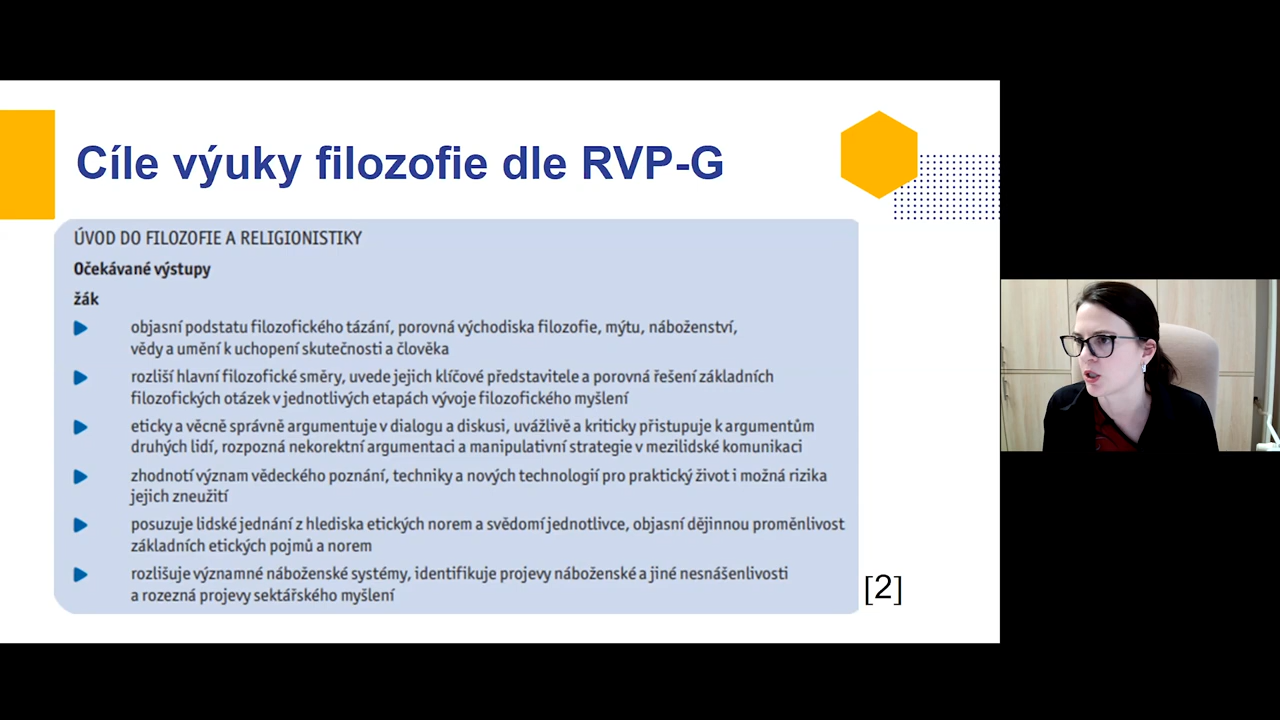 Cíle výuky filozofie dle RVP-G
ÚVOD DO FILOZOFIE A RELIGIONISTIKY
Očekávané výstupy
žák
objasní podstatu filozofického tázání, porovná východiska filozofie, mýtu, náboženství,
vědy a umění k uchopení skutečnosti a člověka
rozliší hlavní filozofické směry, uvede jejich klíčové představitele a porovná řešení základních
filozofických otázek v jednotlivých etapách vývoje filozofického myšlení
eticky a věcně správně argumentuje v dialogu a diskusi, uvážlivě a kriticky přistupuje k argumentům
druhých lidí, rozpozná nekorektní argumentaci a manipulativní strategie v mezilidské komunikaci
zhodnotí význam vědeckého poznání, techniky a nových technologií pro praktický život i možná rizika
jejich zneužití
posuzuje lidské jednání z hlediska etických norem a svědomí jednotlivce, objasní dějinnou proměnlivost
základních etických pojmů a norem
rozlišuje významné náboženské systémy, identifikuje projevy náboženské a jiné nesnášenlivosti
a rozezná projevy sektářského myšlení
[2]